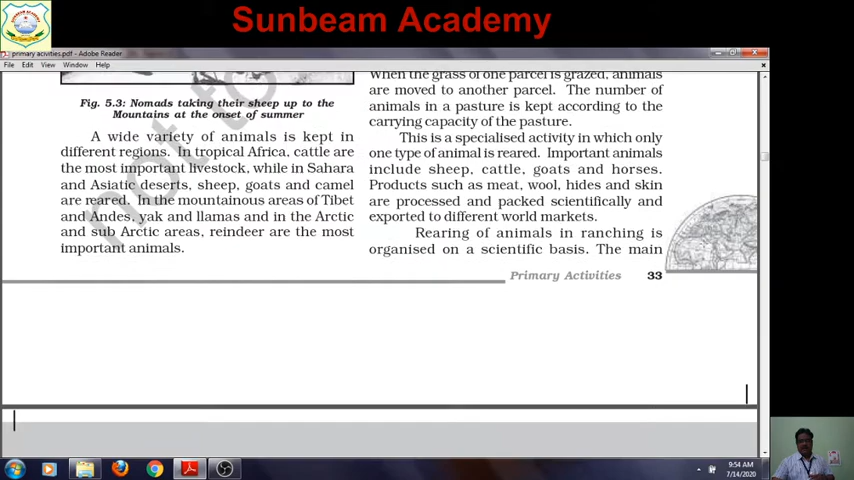 Sunbeam Academy
primary acivities.pdf - Adobe Reader
File Edit View Window Help
Fig. 5.3: Nomads taking their sheep up to the
Mountains at the onset of summer
A wide variety of animals is kept in
different regions. In tropical Africa, cattle are
the most important livestock, while in Sahara
and Asiatic deserts, sheep, goats and camel
are reared. In the mountainous areas of Tibet
and Andes, yak and llamas and in the Arctic
and sub Arctic areas, reindeer are the most
important animals.
When the grass of one parcel is grazed, animals
are moved to another parcel. The number of
animals in a pasture is kept according to the
carrying capacity of the pasture.
This is a specialised activity in which only
one type of animal is reared. Important animals
include sheep, cattle, goats and horses.
Products such as meat, wool, hides and skin
are processed and packed scientifically and
exported to different world markets.
Rearing of animals in ranching is
organised on a scientific basis. The main
Primary Activities 33
not to
9:54 AM
7/14/2020